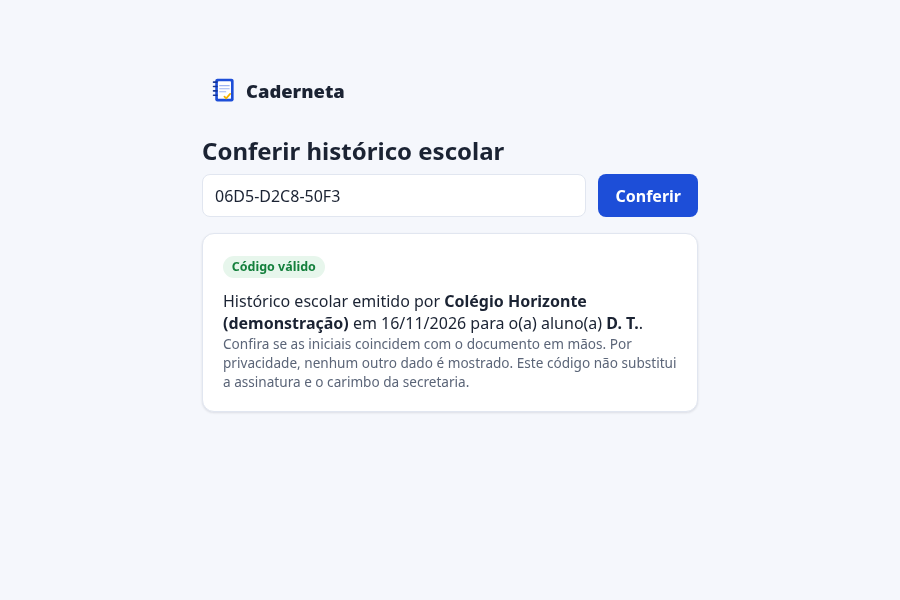 Caderneta
Conferir histórico escolar
06D5-D2C8-50F3
Conferir
Código válido
Histórico escolar emitido por Colégio Horizonte
(demonstração) em 16/11/2026 para o(a) aluno(a) D. T..
Confira se as iniciais coincidem com o documento em mãos. Por
privacidade, nenhum outro dado é mostrado. Este código não substitui
a assinatura e o carimbo da secretaria.